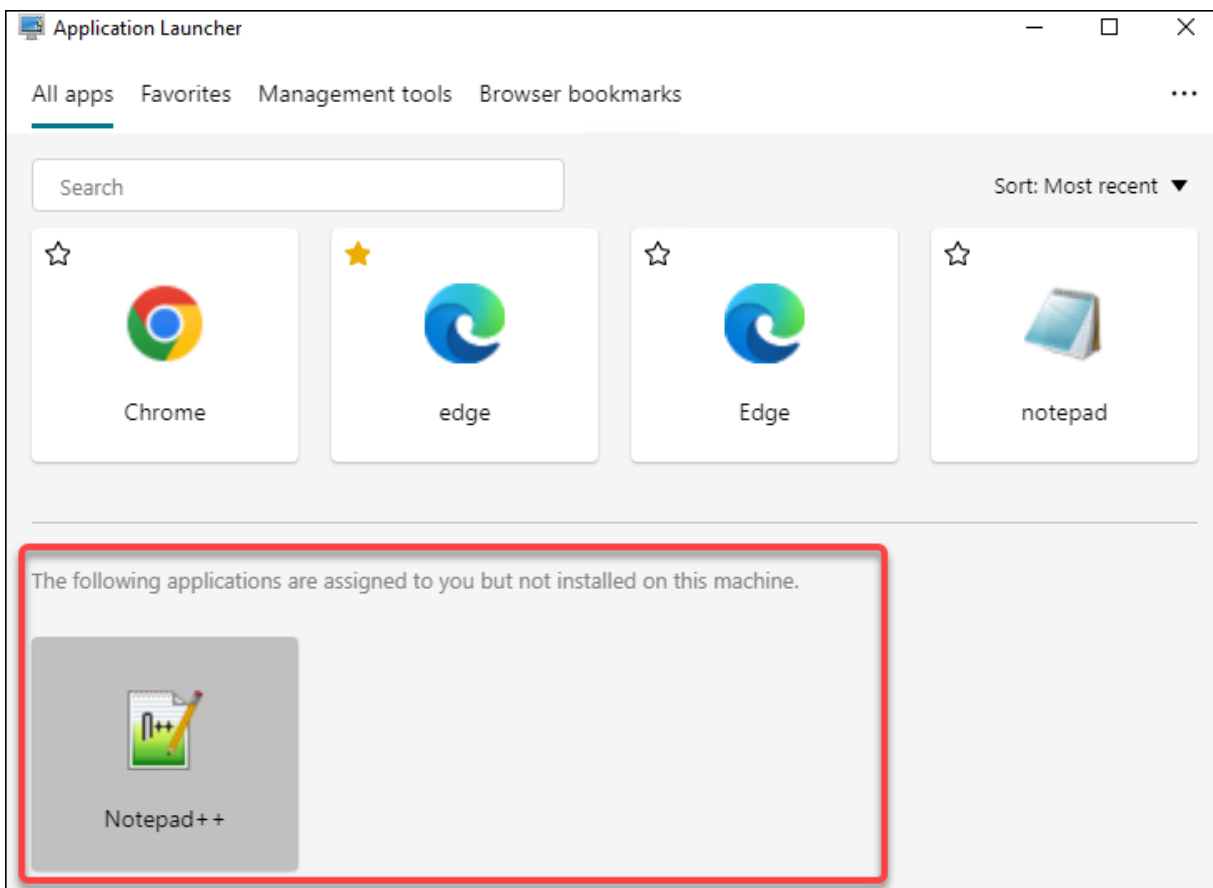 Application Launcher
All apps Favorites Management tools Browser bookmarks
Search
Sort: Most recent
Chrome
edge
Edge
notepad
The following applications are assigned to you but not installed on this machine.
n++
Notepad++